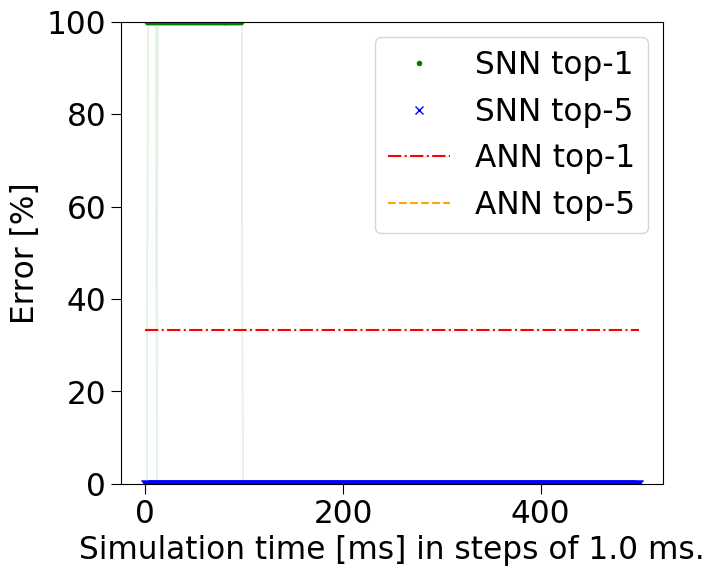 100
80
60
40
20
0
Error [%]
SNN top-1
SNN top-5
ANN top-1
ANN top-5
0 200 400
Simulation time [ms] in steps of 1.0 ms.